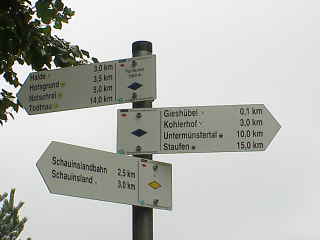 Halde 3,0 km
Hofsgrund 3,5 km
Notschrei 5,0 km
Todtnau 14,0 km
Gieshübel 0,1 km
Kohlerhof 3,0 km
Untermünstertal 10,0 km
Staufen 15,0 km
Schauinslandbahn 2,5 km
Schauinsland 3,0 km